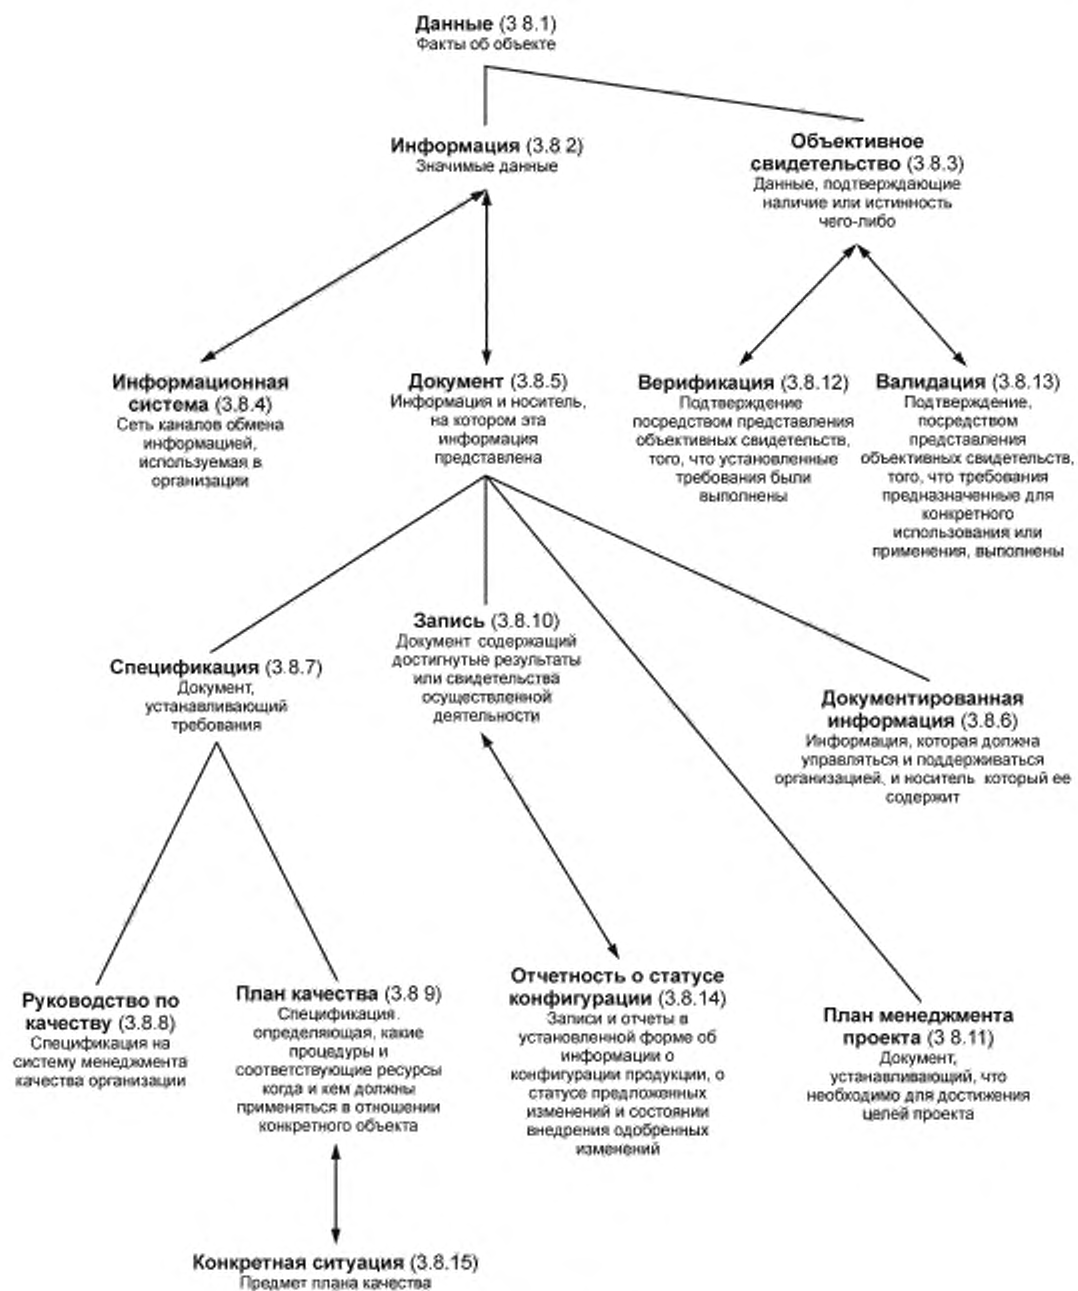 Данные (3 8.1)
Факты об объекте
Информация (3.8 2)
Значимые данные
Объективное
свидетельство (3.8.3)
Данные, подтверждающие
наличие или истинность
чего-либо
Информационная
система (3.8.4)
Сеть каналов обмена
информацией,
используемая в
организации
Документ (3.8.5)
Информация и носитель,
на котором эта
информация
представлена
Верификация (3.8.12)
Подтверждение
посредством представления
объективных свидетельств,
того, что установленные
требования были
выполнены
Валидация (3.8.13)
Подтверждение,
посредством
представления
объективных свидетельств,
того, что требования
предназначенные для
конкретного
использования или
применения, выполнены
Спецификация (3.8.7)
Документ,
устанавливающий
требования
Запись (3.8.10)
Документ содержащий
достигнутые результаты
или свидетельства
осуществленной
деятельности
Документированная
информация (3.8.6)
Информация, которая должна
управляться и поддерживаться
организацией, и носитель который ее
содержит
Руководство по
качеству (3.8.8)
Спецификация на
систему менеджмента
качества организации
План качества (3.8 9)
Спецификация.
определяющая, какие
процедуры и
соответствующие ресурсы
когда и кем должны
применяться в отношении
конкретного объекта
Отчетность о статусе
конфигурации (3.8.14)
Записи и отчеты в
установленной форме об
информации о
конфигурации продукции, о
статусе предложенных
изменений и состоянии
внедрения одобренных
изменений
План менеджмента
проекта (3 8.11)
Документ,
устанавливающий, что
необходимо для достижения
целей проекта
Конкретная ситуация (3.8.15)
Предмет плана качества